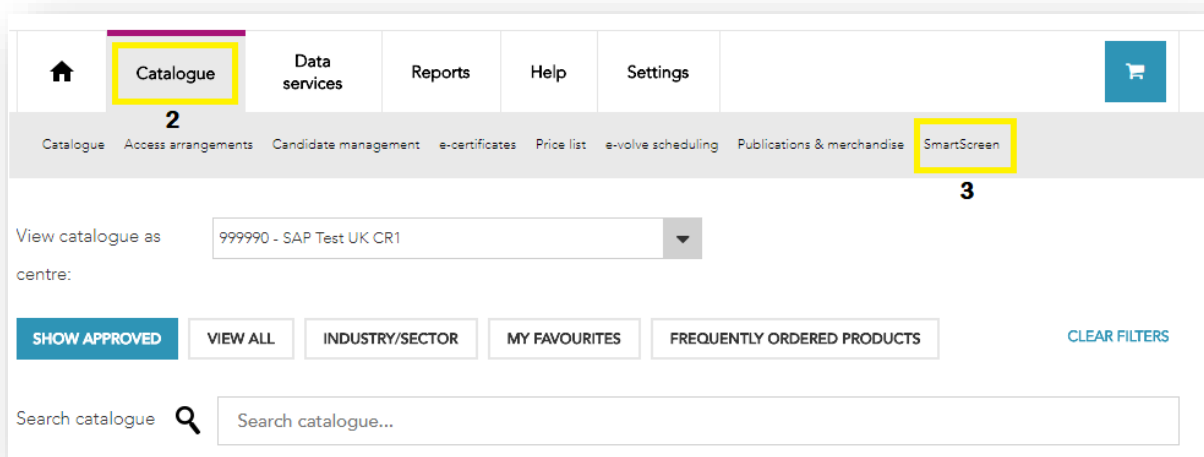 Catalogue
Data
services
Reports
Help
Settings
2
Catalogue Access arrangements Candidate management e-certificates Price list e-volve scheduling Publications & merchandise SmartScreen
3
View catalogue as
centre:
999990 - SAP Test UK CR1
SHOW APPROVED VIEW ALL INDUSTRY/SECTOR MY FAVOURITES FREQUENTLY ORDERED PRODUCTS CLEAR FILTERS
Search catalogue Search catalogue...